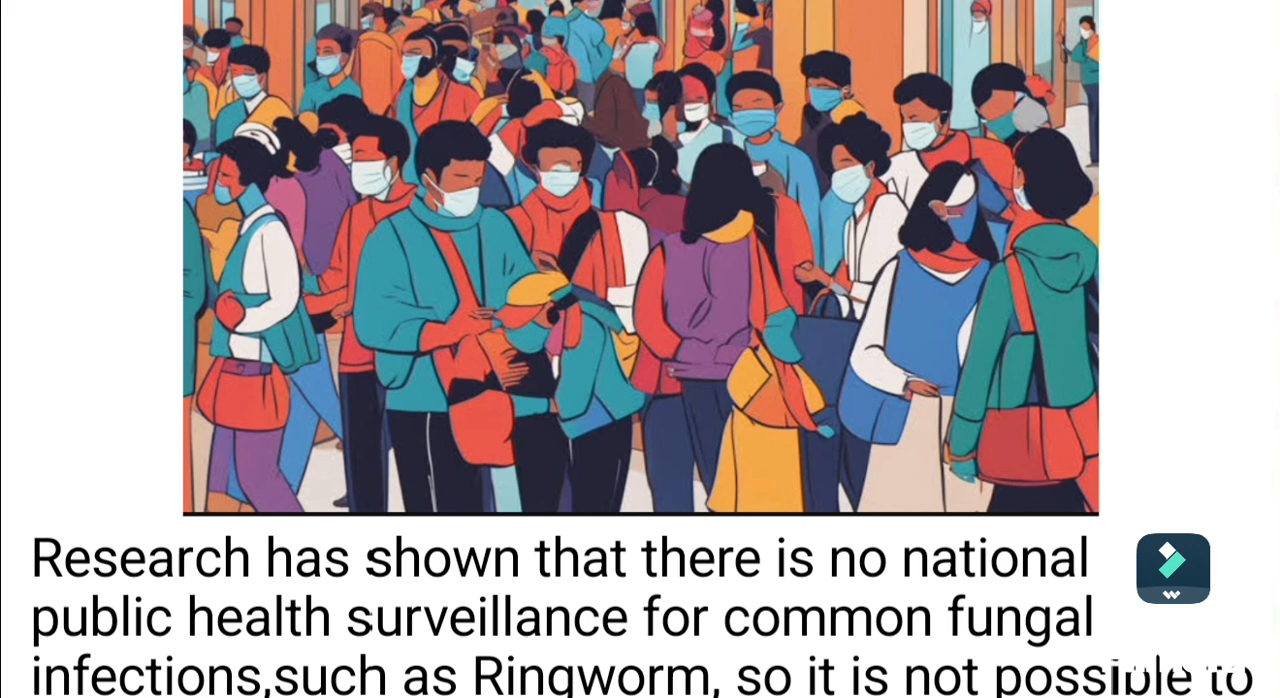 Research has shown that there is no national
public health surveillance for common fungal
infections,such as Ringworm, so it is not possible to